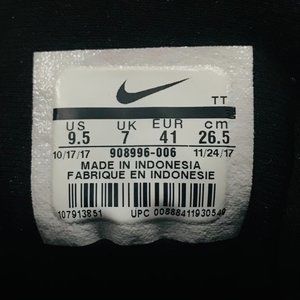 TT
US UK EUR cm
9.5 7 41 26.5
10/17/17 908996-006 11/24/17
MADE IN INDONESIA
FABRIQUE EN INDONESIE
107913851 UPC 00888411930549